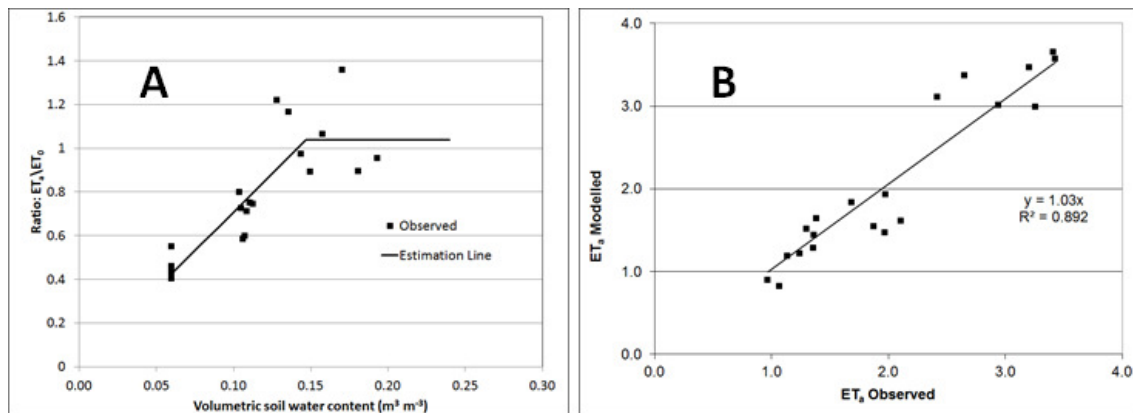 A
Ratio: ETa\ET0
1.6
1.4
1.2
1
0.8
0.6
0.4
0.2
0
Observed
Estimation Line
0.00 0.05 0.10 0.15 0.20 0.25 0.30
Volumetric soil water content (m³ m⁻³)
B
ETa Modelled
4.0
3.0
2.0
1.0
0.0
y = 1.03x
R² = 0.892
0.0 1.0 2.0 3.0 4.0
ETa Observed